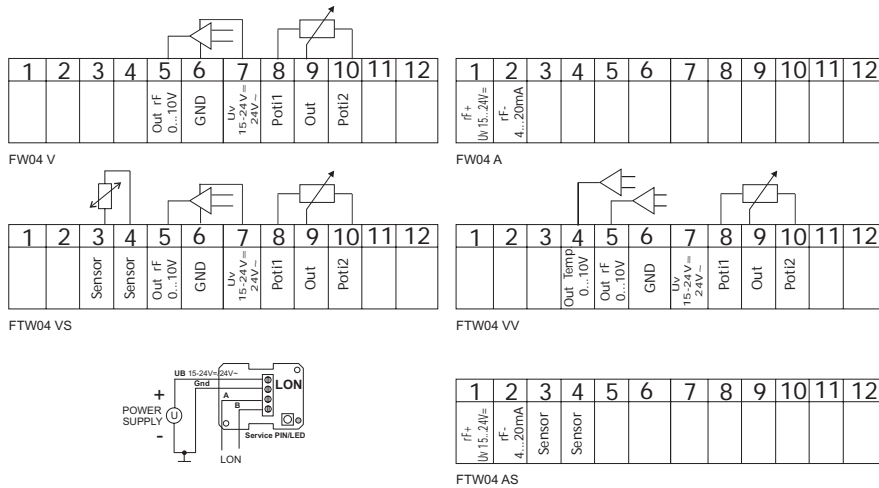 1 2 3 4 5 6 7 8 9 10 11 12
Out rF
0...10V
GND
Uv
15-24V=
24V~
Poti1
Out
Poti2
FW04 V
1 2 3 4 5 6 7 8 9 10 11 12
rF+
Uv 15...24V=
rF-
4...20mA
FW04 A
1 2 3 4 5 6 7 8 9 10 11 12
Sensor
Sensor
Out rF
0...10V
GND
Uv
15-24V=
24V~
Poti1
Out
Poti2
FTW04 VS
1 2 3 4 5 6 7 8 9 10 11 12
Out Temp
0...10V
Out rF
0...10V
GND
Uv
15-24V=
24V~
Poti1
Out
Poti2
FTW04 VV
UB 15-24V=/24V~
Gnd
A
B
LON
+
POWER
SUPPLY
U
-
Service PIN/LED
LON
1 2 3 4 5 6 7 8 9 10 11 12
rF+
Uv 15...24V=
rF-
4...20mA
Sensor
Sensor
FTW04 AS